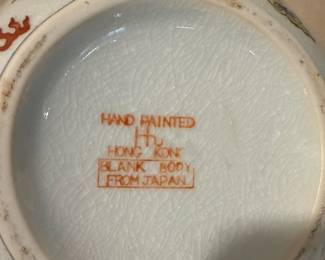 HAND PAINTED
HONG KONG
BLANK BODY
FROM JAPAN